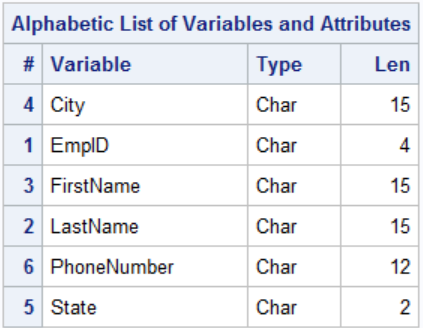 Alphabetic List of Variables and Attributes
# Variable Type Len
4 City Char 15
1 EmpID Char 4
3 FirstName Char 15
2 LastName Char 15
6 PhoneNumber Char 12
5 State Char 2